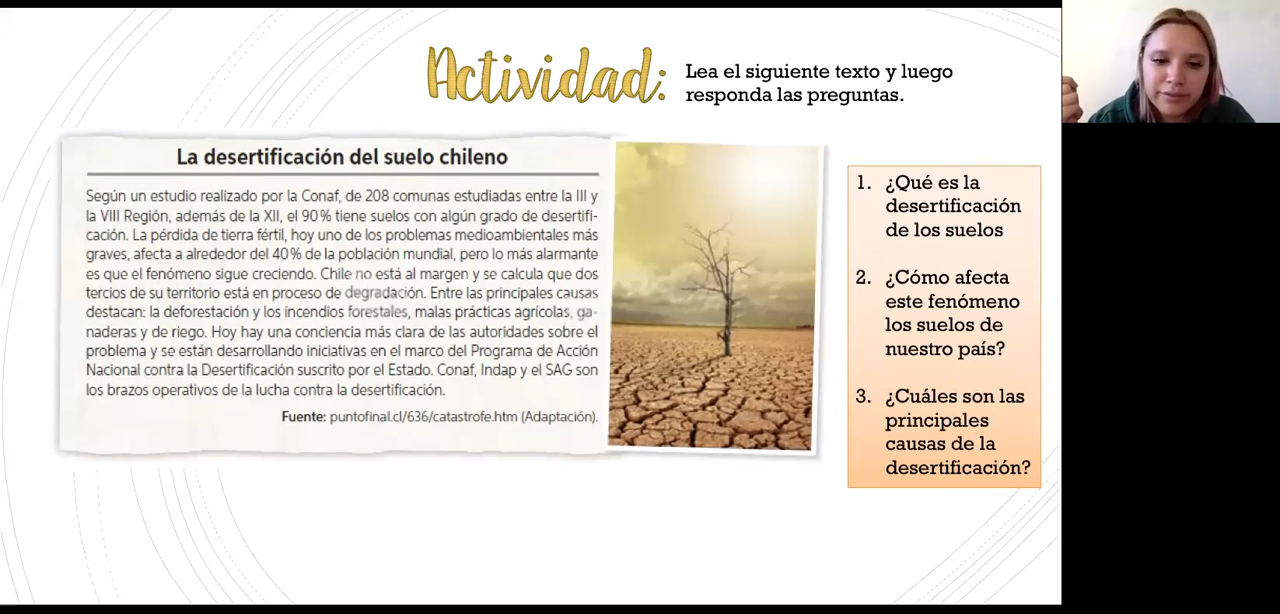 Actividad:
Lea el siguiente texto y luego
responda las preguntas.
La desertificación del suelo chileno
Según un estudio realizado por la Conaf, de 208 comunas estudiadas entre la III y
la VIII Región, además de la XII, el 90 % tiene suelos con algún grado de desertifi-
cación. La pérdida de tierra fértil, hoy uno de los problemas medioambientales más
graves, afecta a alrededor del 40 % de la población mundial, pero lo más alarmante
es que el fenómeno sigue creciendo. Chile no está al margen y se calcula que dos
tercios de su territorio está en proceso de degradación. Entre las principales causas
destacan: la deforestación y los incendios forestales, malas prácticas agrícolas, ga-
naderas y de riego. Hoy hay una conciencia más clara de las autoridades sobre el
problema y se están desarrollando iniciativas en el marco del Programa de Acción
Nacional contra la Desertificación suscrito por el Estado. Conaf, Indap y el SAG son
los brazos operativos de la lucha contra la desertificación.
Fuente: puntofinal.cl/636/catastrofe.htm (Adaptación).
1. ¿Qué es la
desertificación
de los suelos
2. ¿Cómo afecta
este fenómeno
los suelos de
nuestro país?
3. ¿Cuáles son las
principales
causas de la
desertificación?